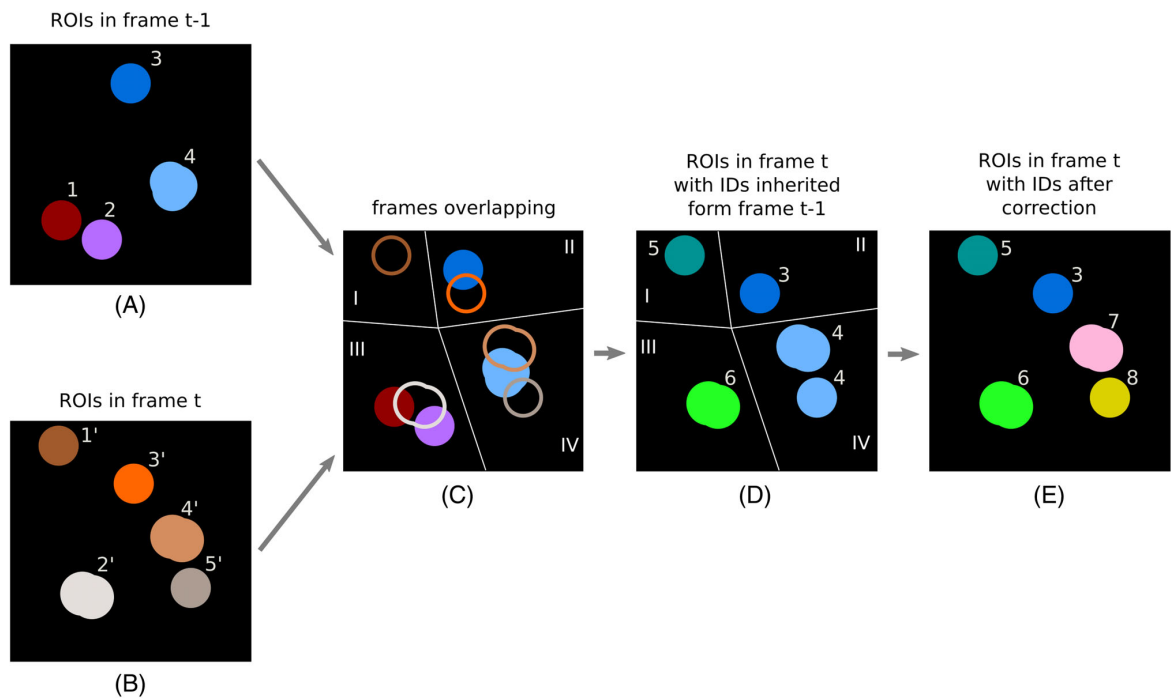 ROIs in frame t-1
3
4
1
2
(A)
ROIs in frame t
1'
3'
4'
2'
5'
(B)
frames overlapping
II
I
III
IV
(C)
ROIs in frame t
with IDs inherited
form frame t-1
5
II
3
I
III
4
6
4
IV
(D)
ROIs in frame t
with IDs after
correction
5
3
7
6
8
(E)